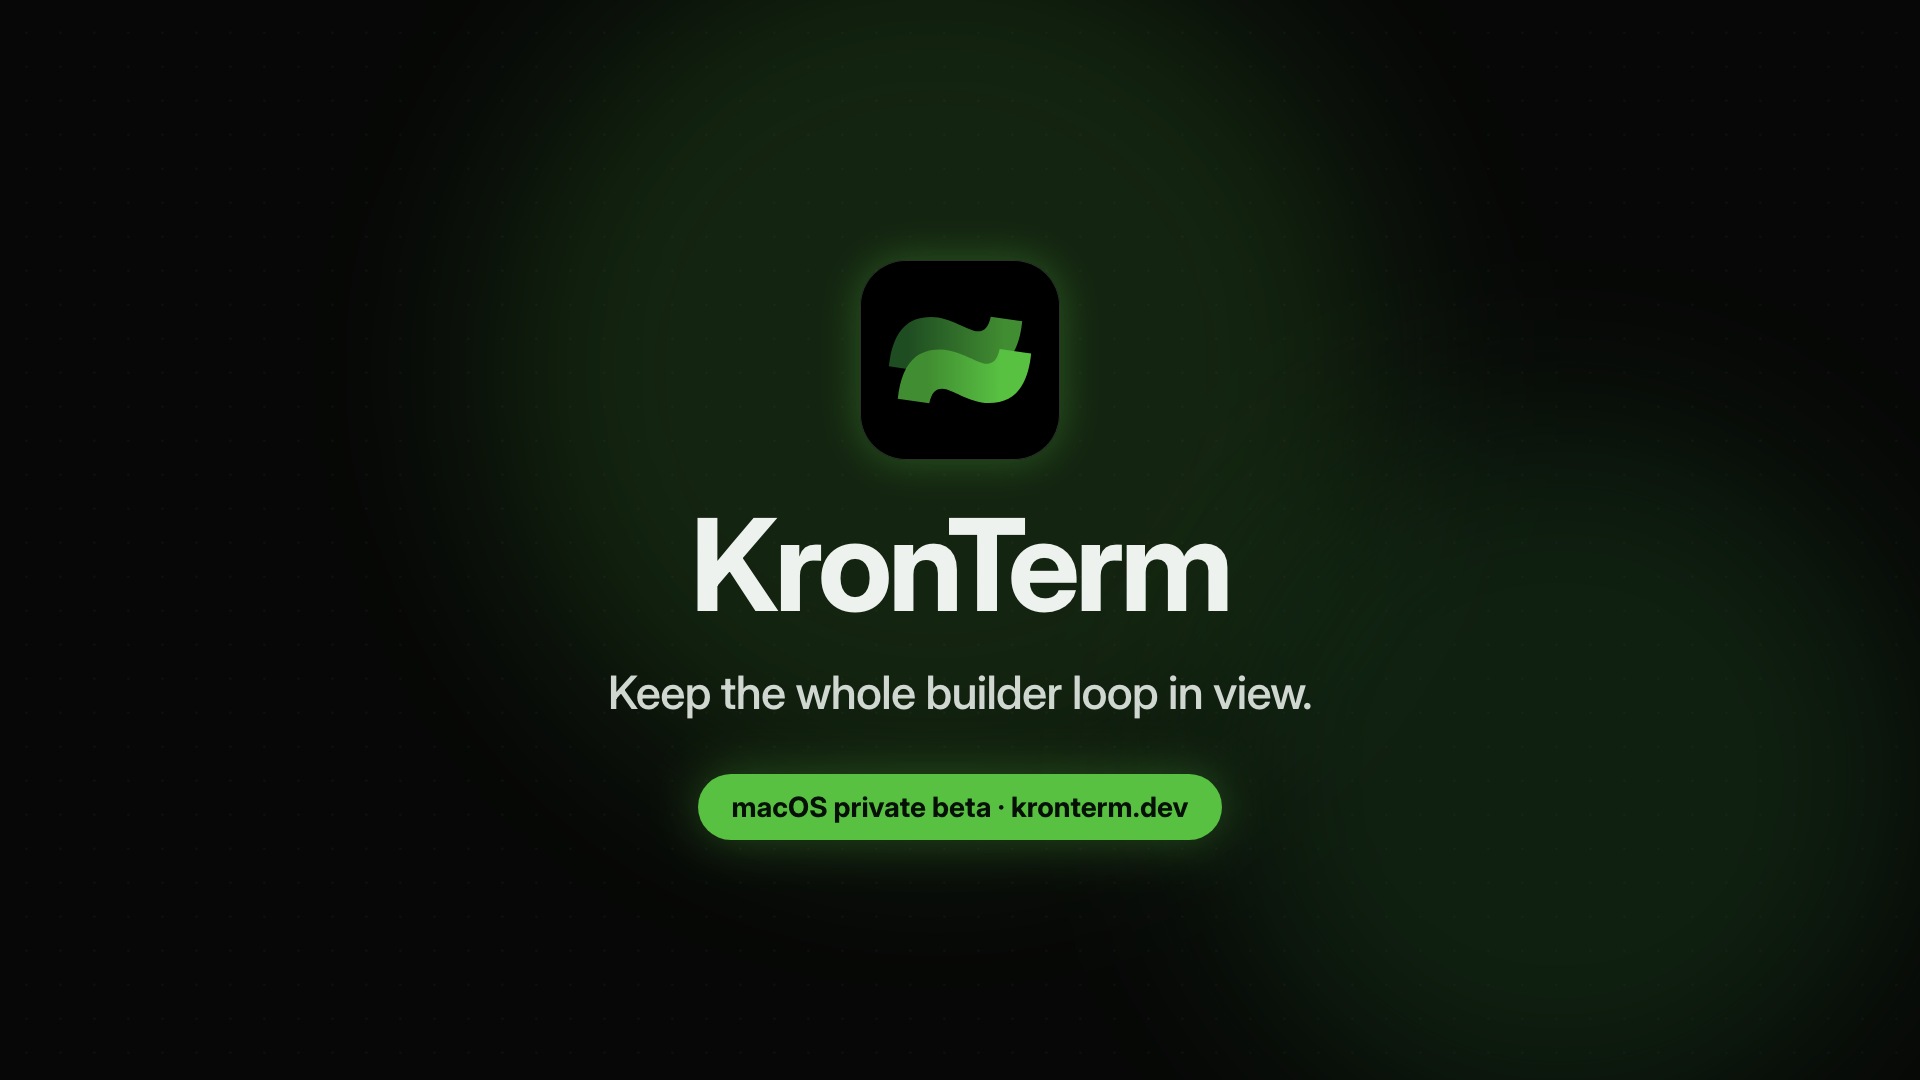 KronTerm
Keep the whole builder loop in view.
macOS private beta · kronterm.dev